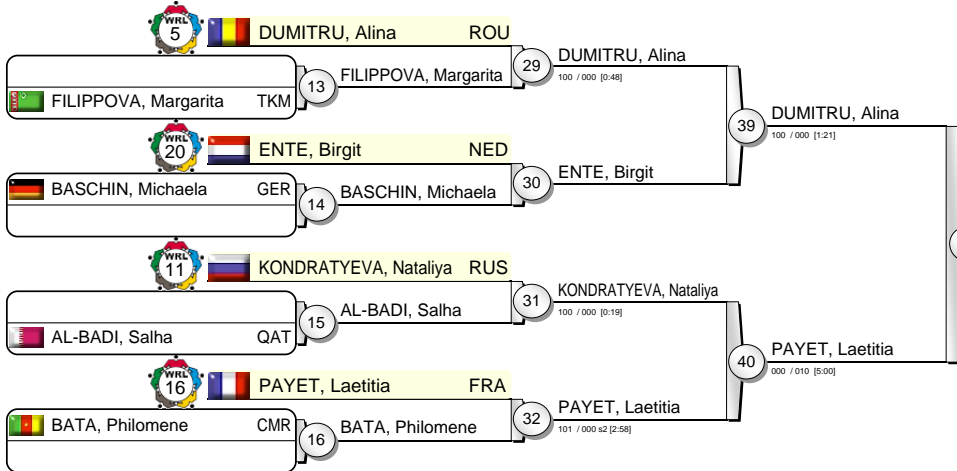 WRL
5
DUMITRU, Alina ROU
29
DUMITRU, Alina
100 / 000 [0:48]
13
FILIPPOVA, Margarita
FILIPPOVA, Margarita TKM
39
DUMITRU, Alina
100 / 000 [1:21]
WRL
20
ENTE, Birgit NED
30
ENTE, Birgit
BASCHIN, Michaela GER
14
BASCHIN, Michaela
WRL
11
KONDRATYEVA, Nataliya RUS
31
KONDRATYEVA, Nataliya
100 / 000 [0:19]
15
AL-BADI, Salha
AL-BADI, Salha QAT
40
PAYET, Laetitia
000 / 010 [5:00]
WRL
16
PAYET, Laetitia FRA
32
PAYET, Laetitia
101 / 000 s2 [2:58]
BATA, Philomene CMR
16
BATA, Philomene